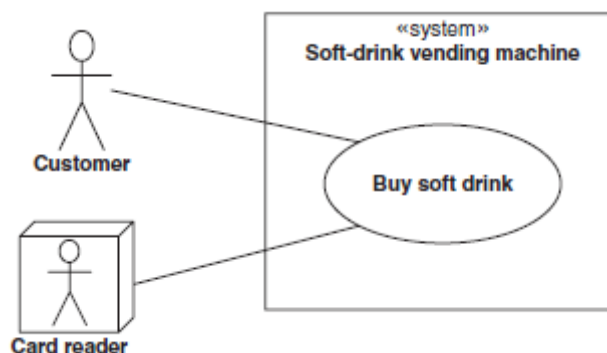 «system»
Soft-drink vending machine
Customer
Buy soft drink
Card reader